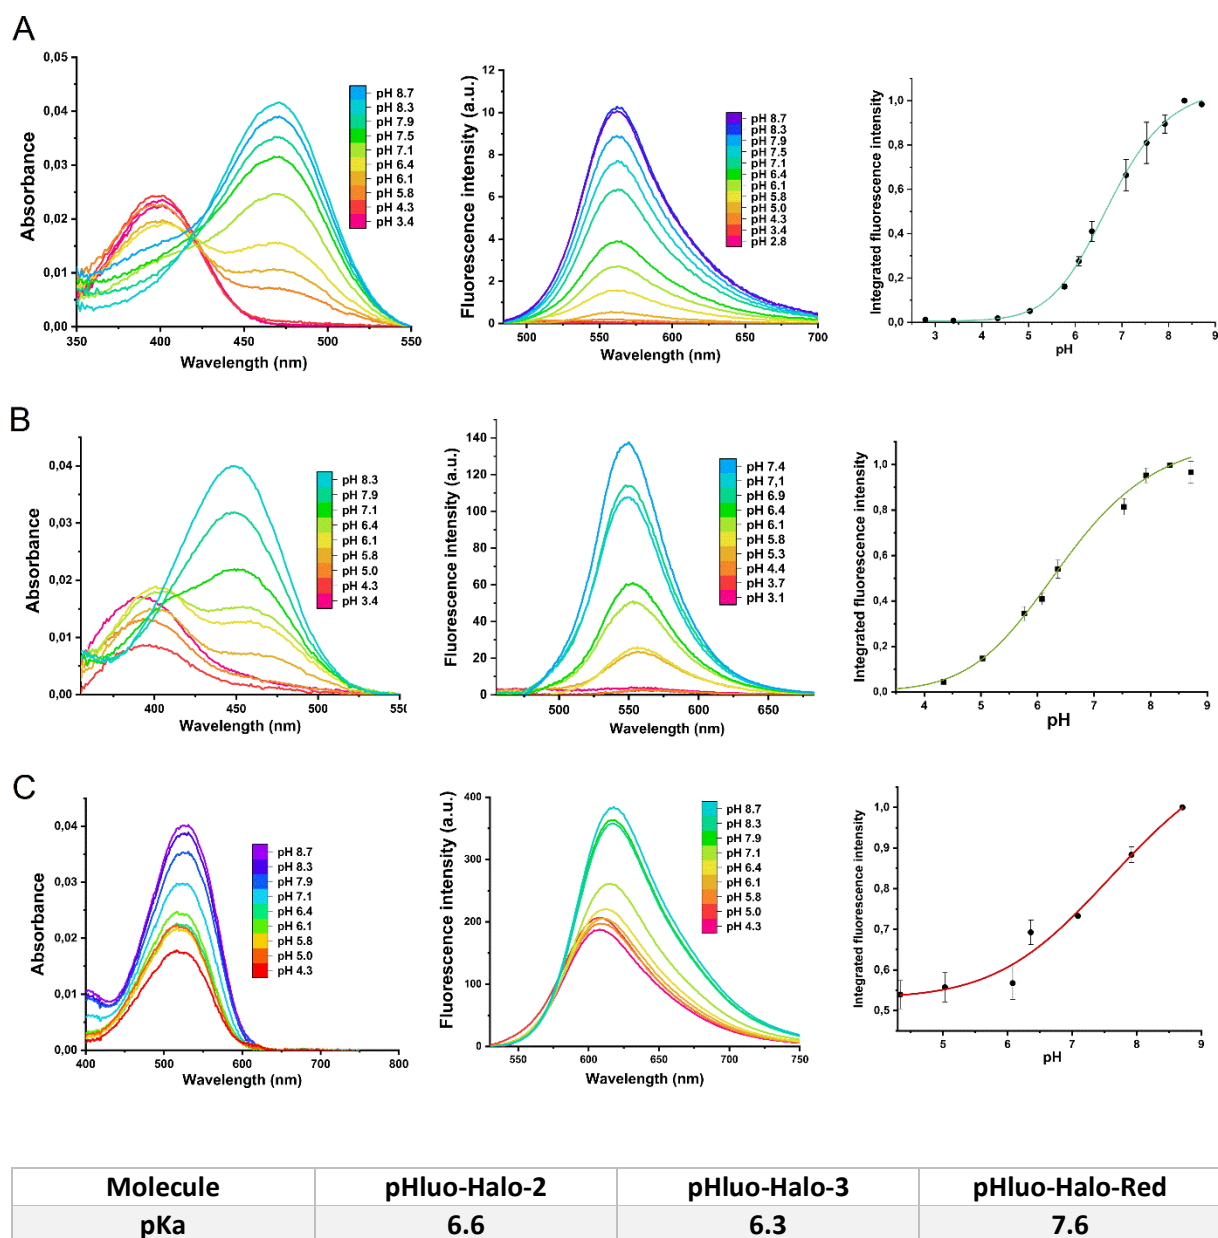 A
Absorbance
0,05
0,04
0,03
0,02
0,01
0,00
350 400 450 500 550
Wavelength (nm)
pH 8.7
pH 8.3
pH 7.9
pH 7.5
pH 7.1
pH 6.4
pH 6.1
pH 5.8
pH 4.3
pH 3.4
Fluorescence intensity (a.u.)
12
10
8
6
4
2
0
500 550 600 650 700
Wavelength (nm)
pH 8.7
pH 8.3
pH 7.9
pH 7.5
pH 7.1
pH 6.4
pH 6.1
pH 5.8
pH 5.0
pH 4.3
pH 3.4
pH 2.8
Integrated fluorescence intensity
1,0
0,8
0,6
0,4
0,2
0,0
3 4 5 6 7 8 9
pH
B
Absorbance
0,04
0,03
0,02
0,01
0,00
400 450 500 55
Wavelength (nm)
pH 8.3
pH 7.9
pH 7.1
pH 6.4
pH 6.1
pH 5.8
pH 5.0
pH 4.3
pH 3.4
Fluorescence intensity (a.u.)
140
120
100
80
60
40
20
0
500 550 600 650
Wavelength (nm)
pH 7.4
pH 7,1
pH 6.9
pH 6.4
pH 6.1
pH 5.8
pH 5.3
pH 4.4
pH 3.7
pH 3.1
Integrated fluorescence intensity
1,0
0,8
0,6
0,4
0,2
0,0
4 5 6 7 8 9
pH
C
Absorbance
0,04
0,03
0,02
0,01
0,00
400 500 600 700 800
Wavelength (nm)
pH 8.7
pH 8.3
pH 7.9
pH 7.1
pH 6.4
pH 6.1
pH 5.8
pH 5.0
pH 4.3
Fluorescence intensity (a.u.)
400
300
200
100
0
550 600 650 700 750
Wavelength (nm)
pH 8.7
pH 8.3
pH 7.9
pH 7.1
pH 6.4
pH 6.1
pH 5.8
pH 5.0
pH 4.3
Integrated fluorescence intensity
1,0
0,9
0,8
0,7
0,6
0,5
5 6 7 8 9
pH
Molecule pHluo-Halo-2 pHluo-Halo-3 pHluo-Halo-Red
pKa 6.6 6.3 7.6